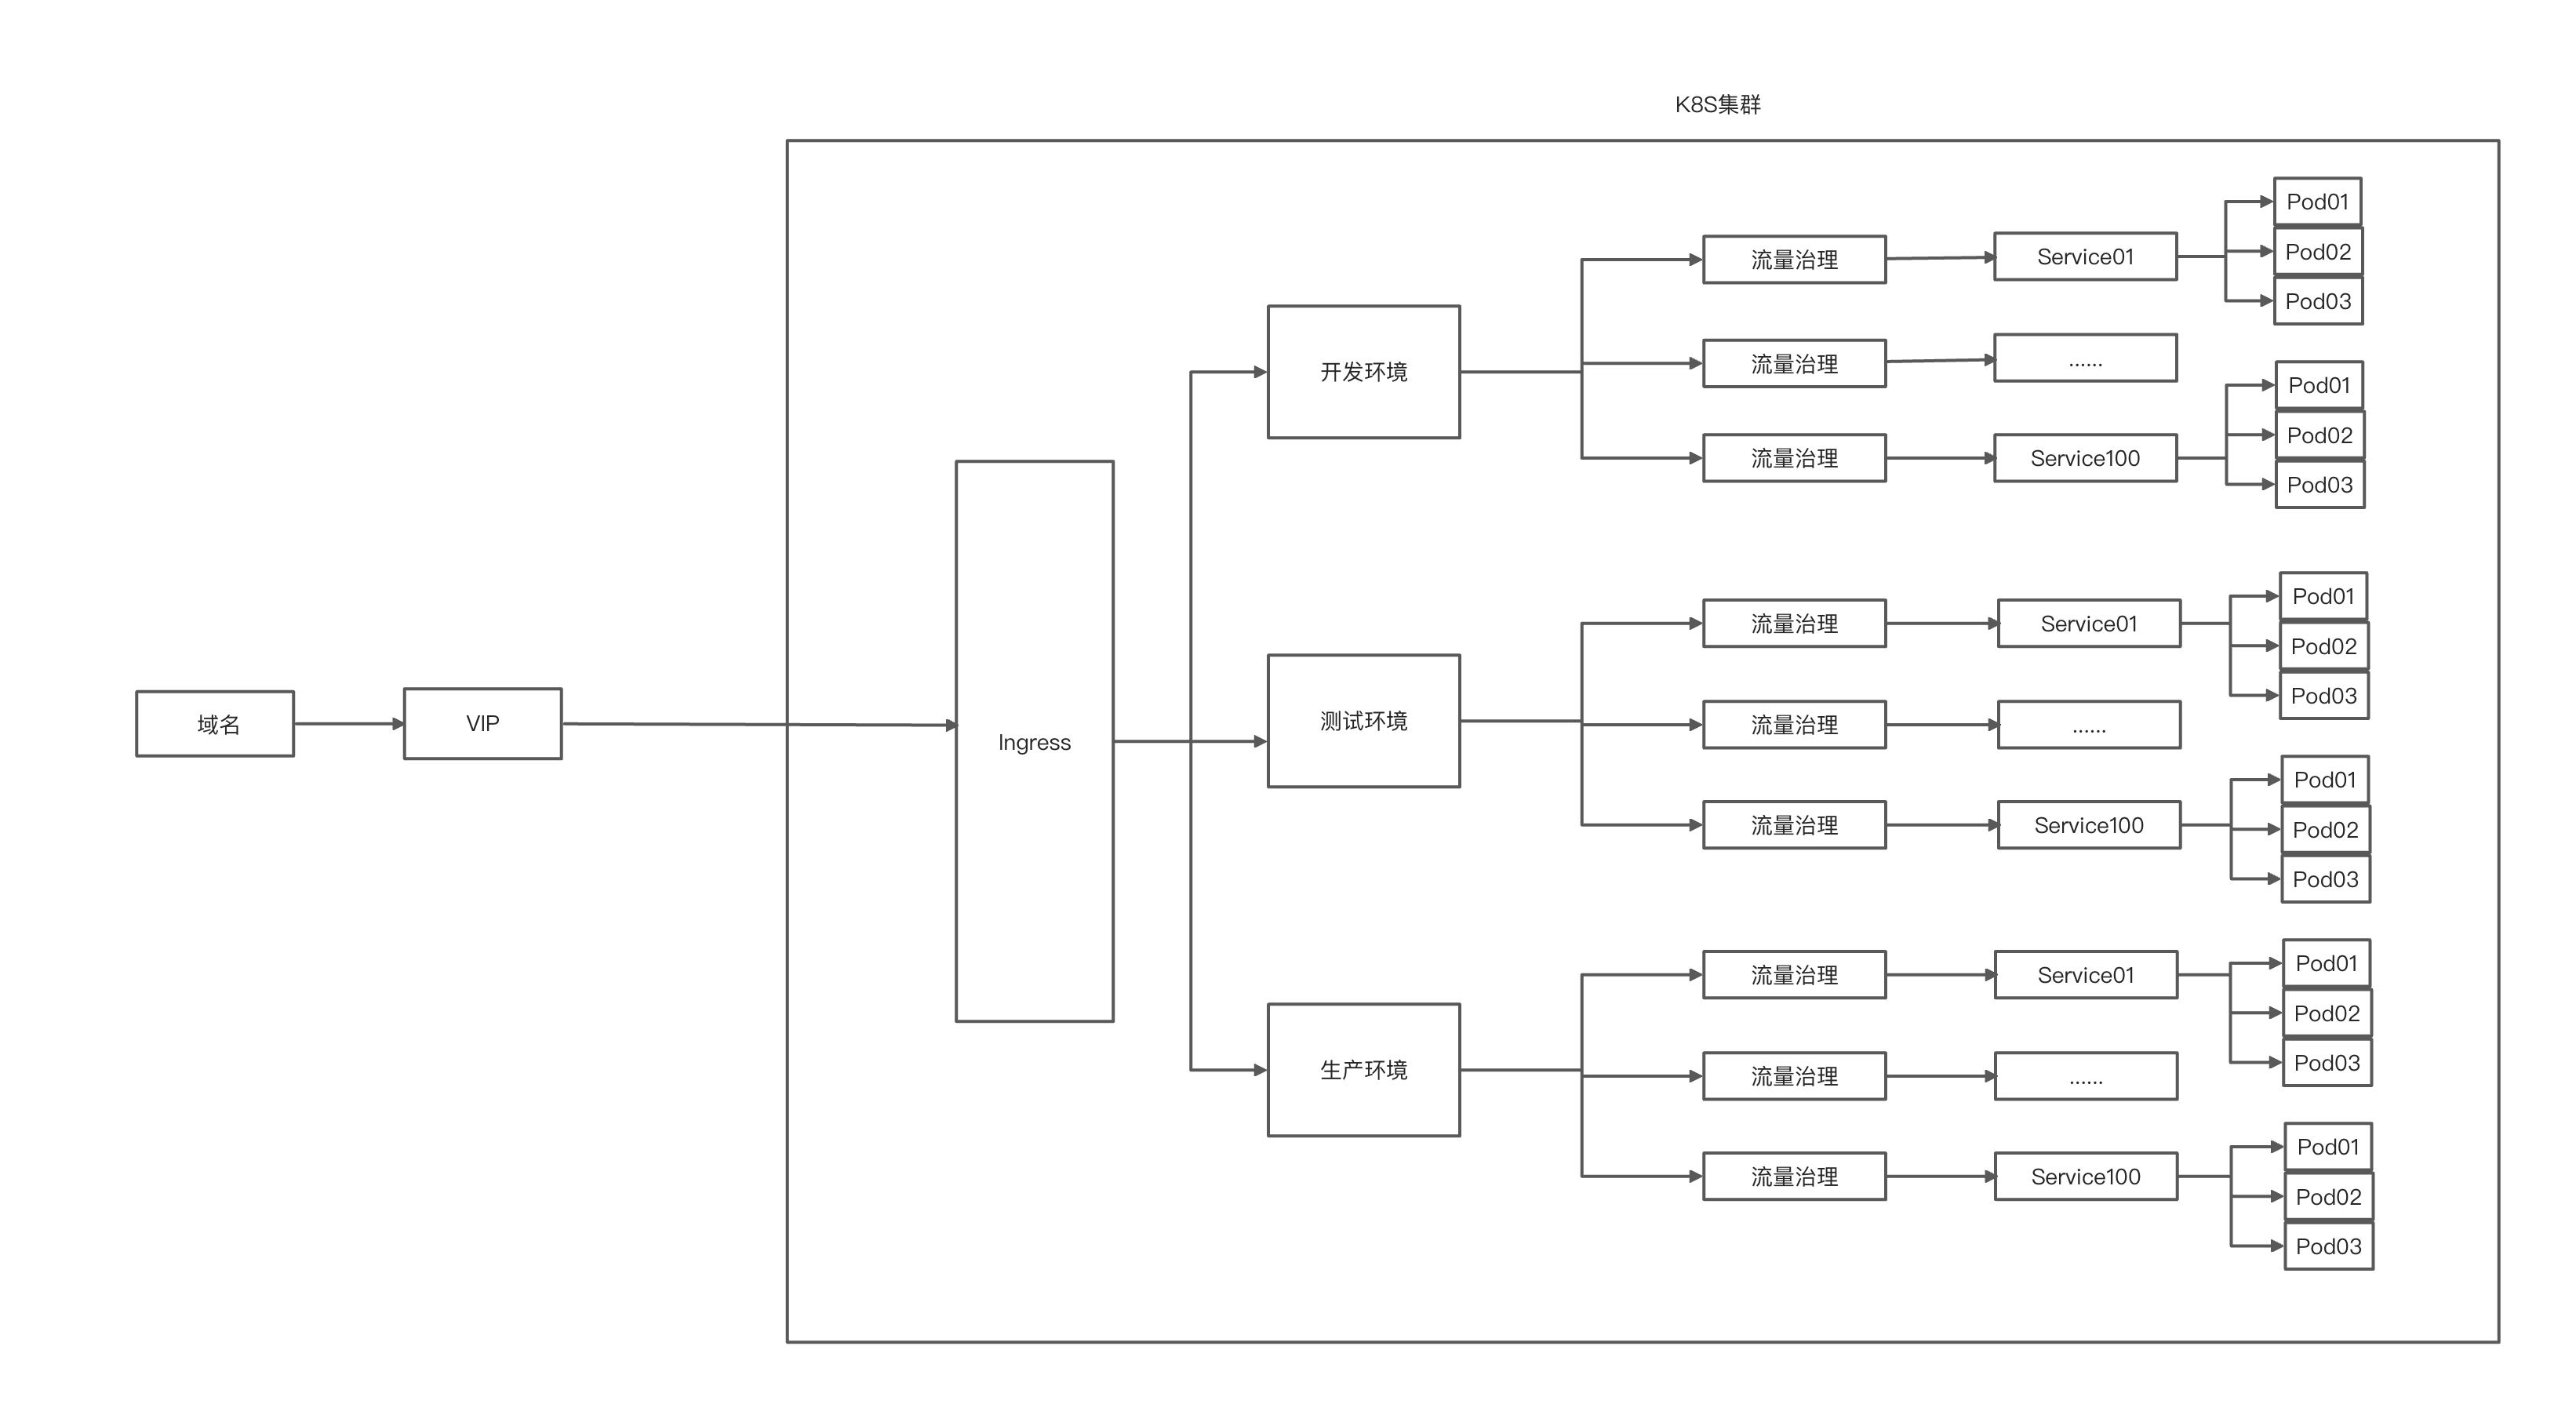 K8S集群
域名
VIP
Ingress
开发环境
流量治理
Service01
Pod01
Pod02
Pod03
流量治理
......
流量治理
Service100
Pod01
Pod02
Pod03
测试环境
流量治理
Service01
Pod01
Pod02
Pod03
流量治理
......
流量治理
Service100
Pod01
Pod02
Pod03
生产环境
流量治理
Service01
Pod01
Pod02
Pod03
流量治理
......
流量治理
Service100
Pod01
Pod02
Pod03